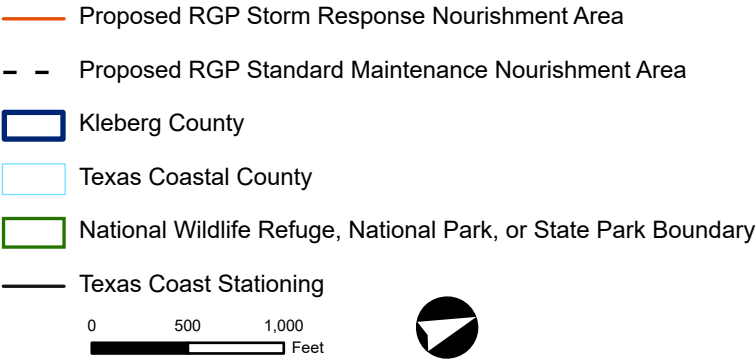 Proposed RGP Storm Response Nourishment Area
Proposed RGP Standard Maintenance Nourishment Area
Kleberg County
Texas Coastal County
National Wildlife Refuge, National Park, or State Park Boundary
Texas Coast Stationing
0 500 1,000
Feet